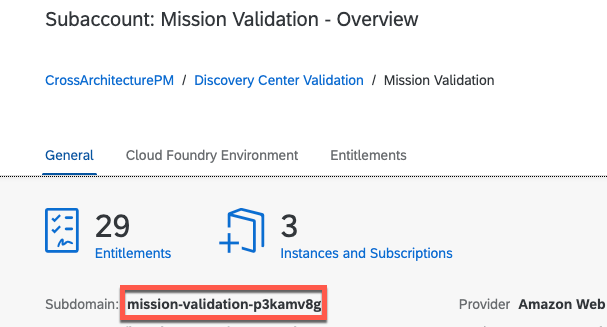 Subaccount: Mission Validation - Overview
CrossArchitecturePM / Discovery Center Validation / Mission Validation
General Cloud Foundry Environment Entitlements
29 Entitlements
3 Instances and Subscriptions
Subdomain: mission-validation-p3kamv8g Provider Amazon Web